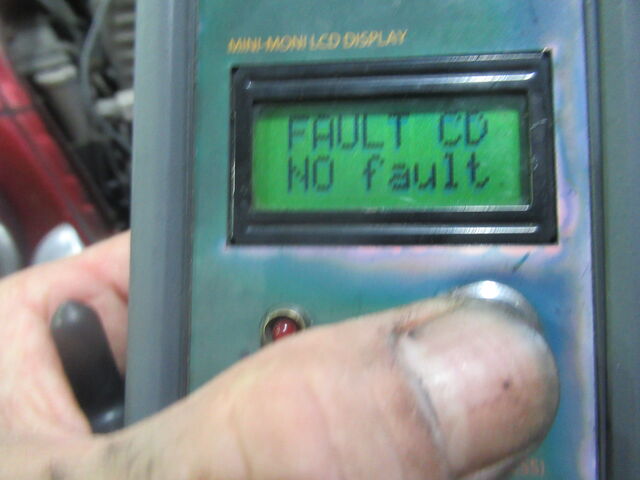 MINI-MONI LCD DISPLAY
FAULT CD
NO fault